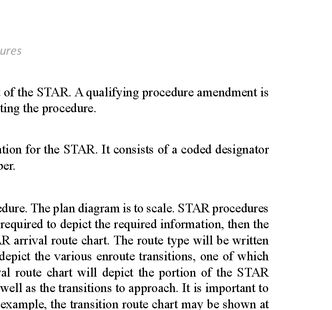 ures
of the STAR. A qualifying procedure amendment is
ting the procedure.
tion for the STAR. It consists of a coded designator
er.
edure. The plan diagram is to scale. STAR procedures
required to depict the required information, then the
R arrival route chart. The route type will be written
depict the various enroute transitions, one of which
al route chart will depict the portion of the STAR
well as the transitions to approach. It is important to
example, the transition route chart may be shown at